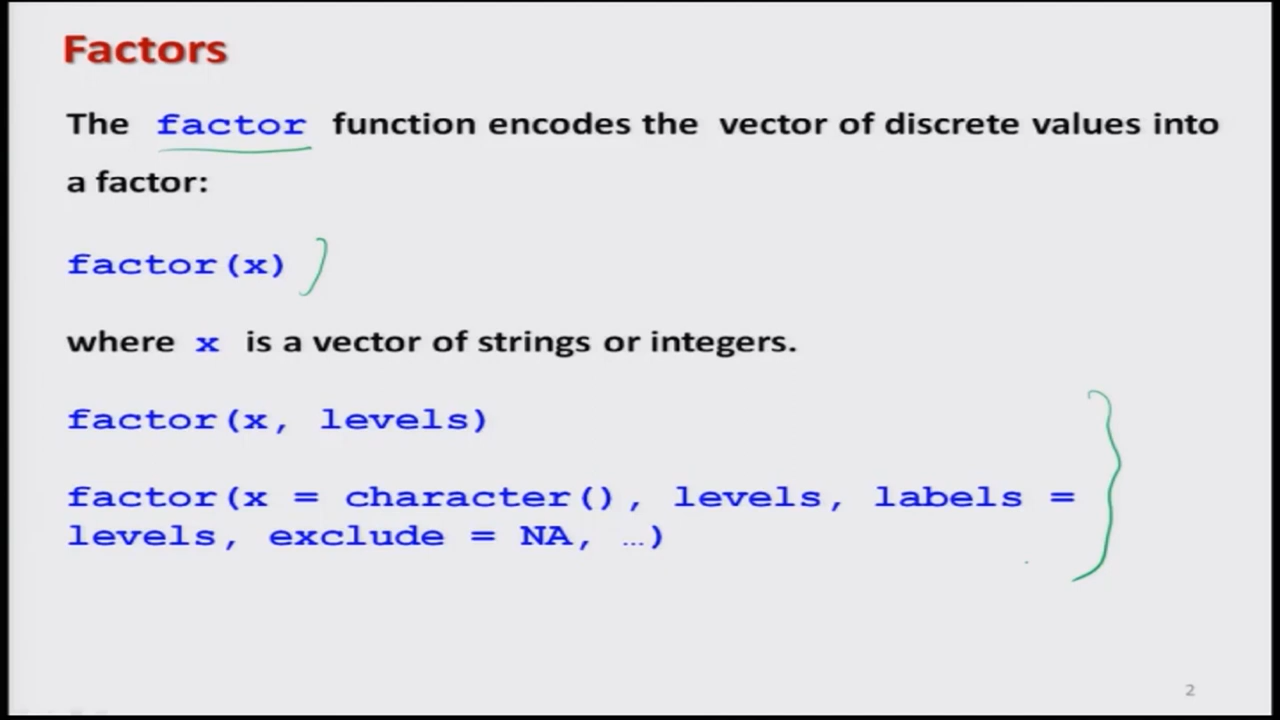 Factors
The factor function encodes the vector of discrete values into
a factor:
factor(x)
where x is a vector of strings or integers.
factor(x, levels)
factor(x = character(), levels, labels =
levels, exclude = NA, …)
2